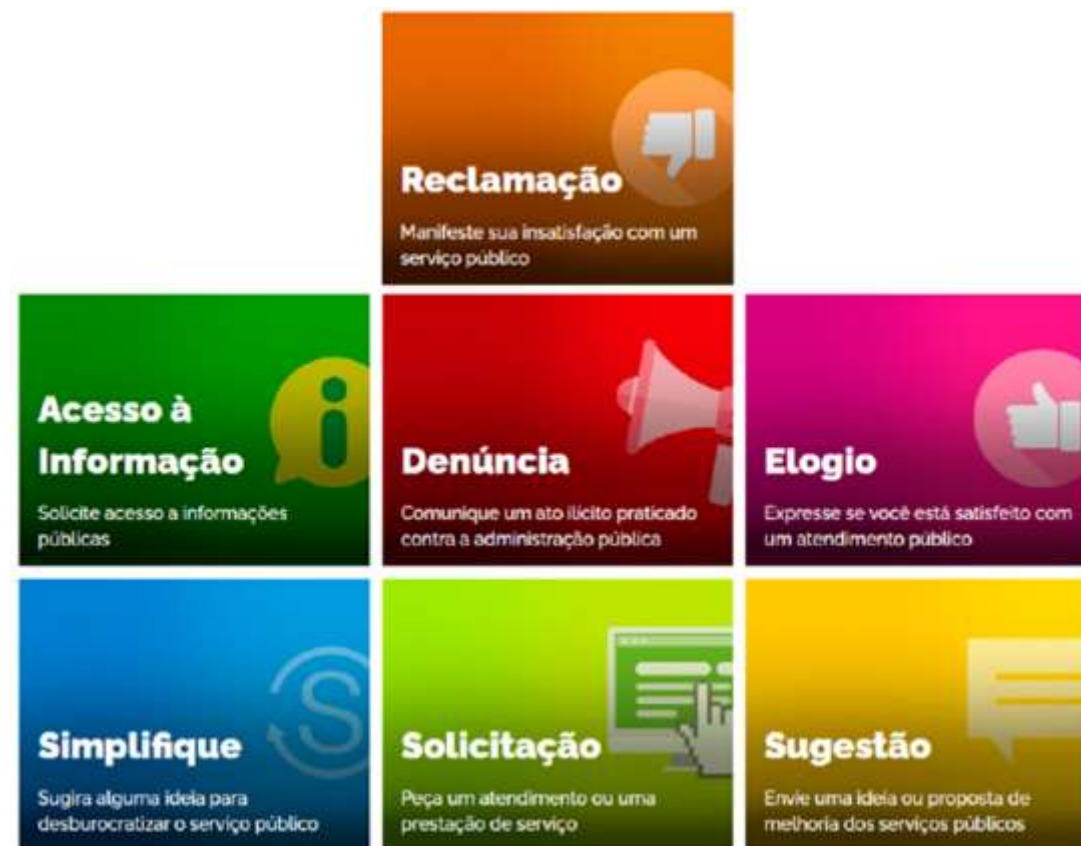 Reclamação
Manifeste sua insatisfação com um
serviço público
Acesso à
Informação
Solicite acesso a informações
públicas
Denúncia
Comunique um ato ilícito praticado
contra a administração pública
Elogio
Expresse se você está satisfeito com
um atendimento público
Simplifique
Sugira alguma ideia para
desburocratizar o serviço público
Solicitação
Peça um atendimento ou uma
prestação de serviço
Sugestão
Envie uma ideia ou proposta de
melhoria dos serviços públicos